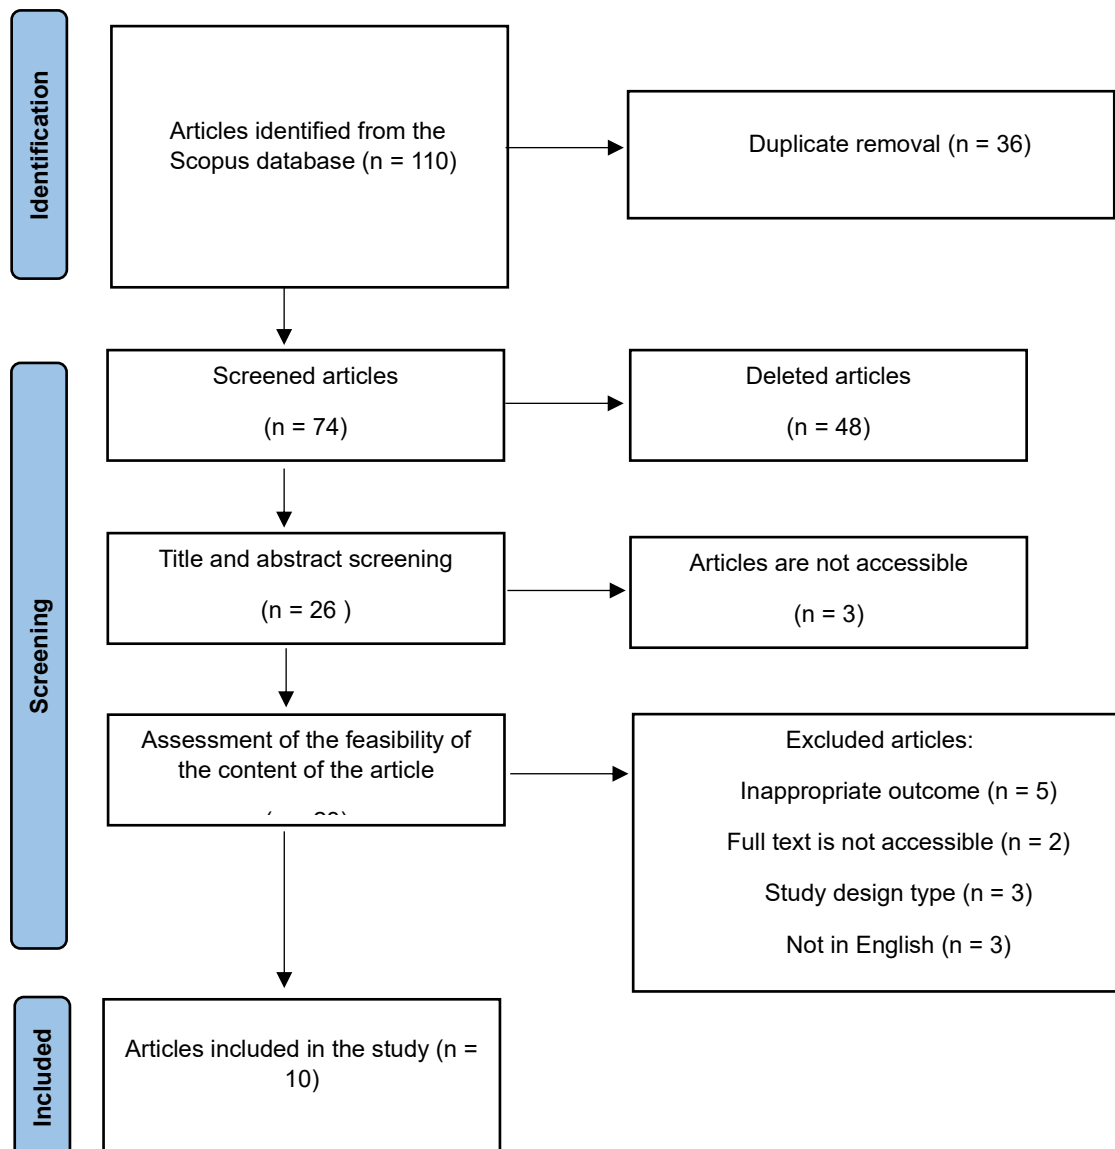 Identification
Articles identified from the
Scopus database (n = 110)
Duplicate removal (n = 36)
Screening
Screened articles
(n = 74)
Deleted articles
(n = 48)
Title and abstract screening
(n = 26 )
Articles are not accessible
(n = 3)
Assessment of the feasibility of
the content of the article
Excluded articles:
Inappropriate outcome (n = 5)
Full text is not accessible (n = 2)
Study design type (n = 3)
Not in English (n = 3)
Included
Articles included in the study (n =
10)